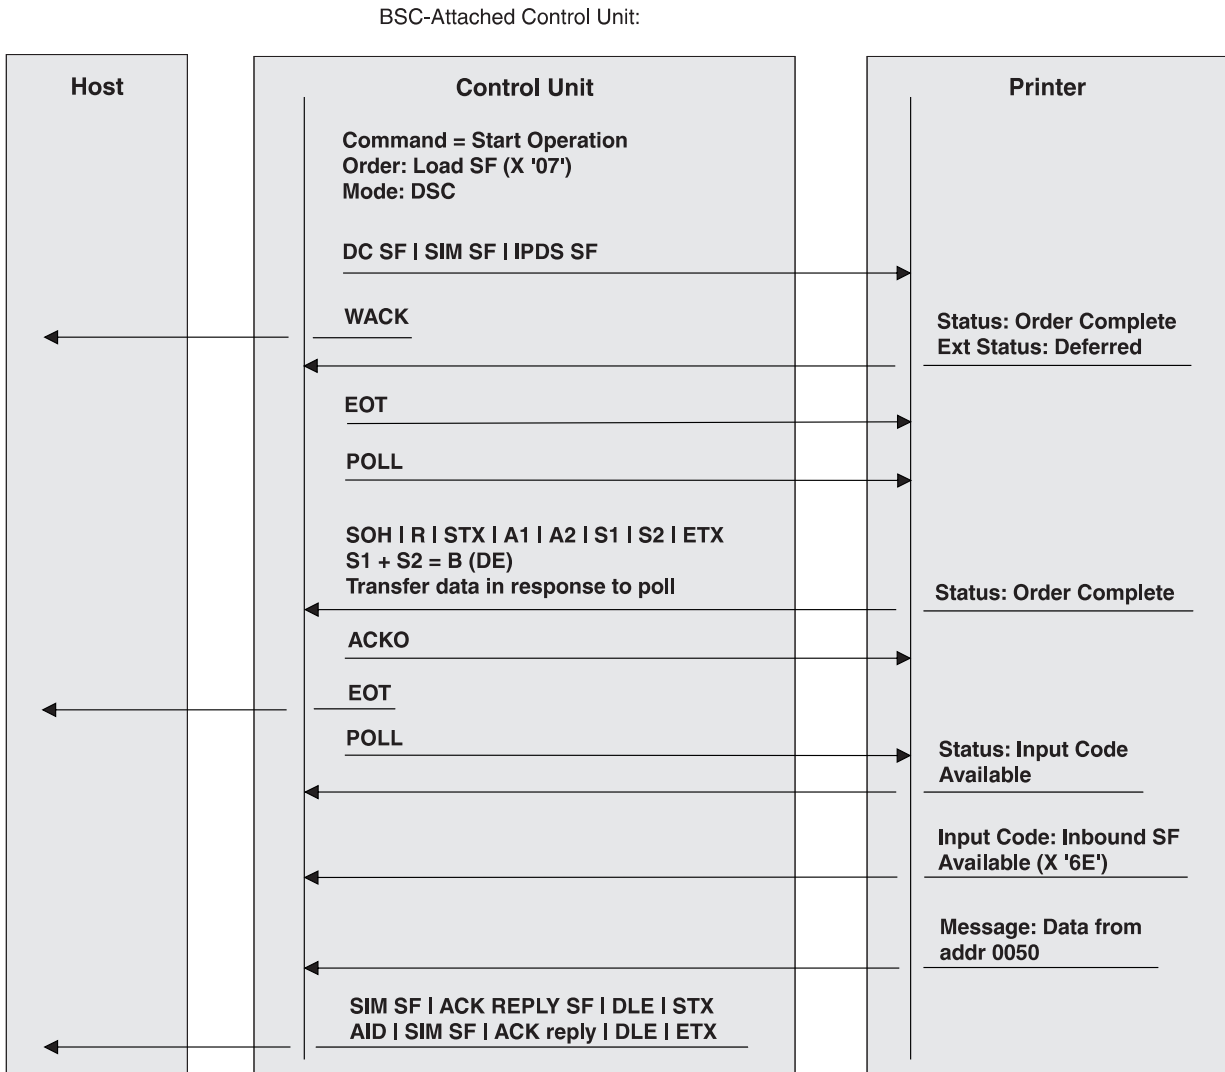 BSC-Attached Control Unit:
Host
Control Unit
Printer
Command = Start Operation
Order: Load SF (X '07')
Mode: DSC
DC SF | SIM SF | IPDS SF
WACK
Status: Order Complete
Ext Status: Deferred
EOT
POLL
SOH | R | STX | A1 | A2 | S1 | S2 | ETX
S1 + S2 = B (DE)
Transfer data in response to poll
Status: Order Complete
ACKO
EOT
POLL
Status: Input Code
Available
Input Code: Inbound SF
Available (X '6E')
Message: Data from
addr 0050
SIM SF | ACK REPLY SF | DLE | STX
AID | SIM SF | ACK reply | DLE | ETX